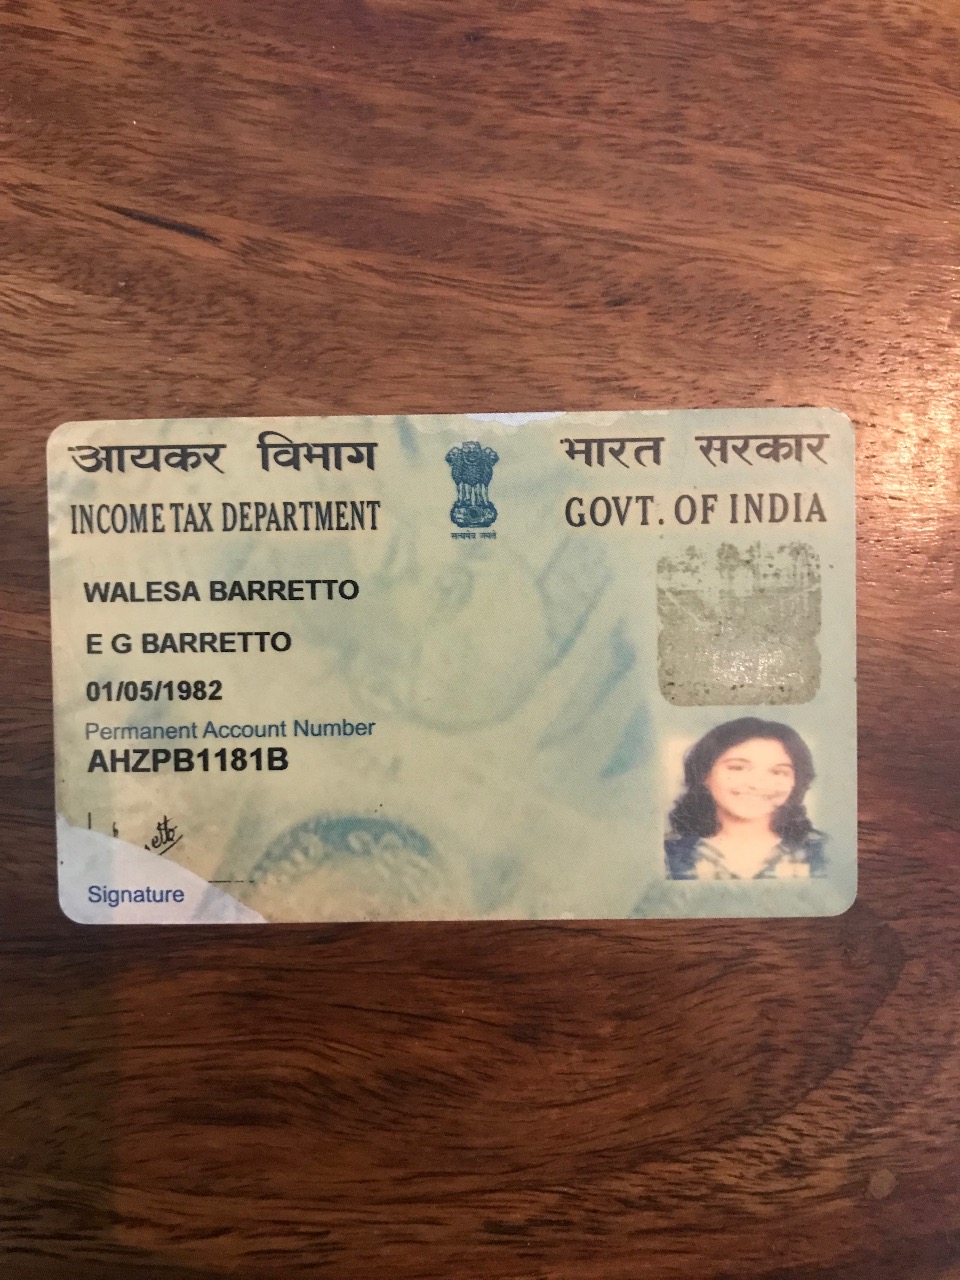 आयकर विभाग
INCOME TAX DEPARTMENT
सत्यमेव जयते
भारत सरकार
GOVT. OF INDIA
WALESA BARRETTO
E G BARRETTO
01/05/1982
Permanent Account Number
AHZPB1181B
Signature